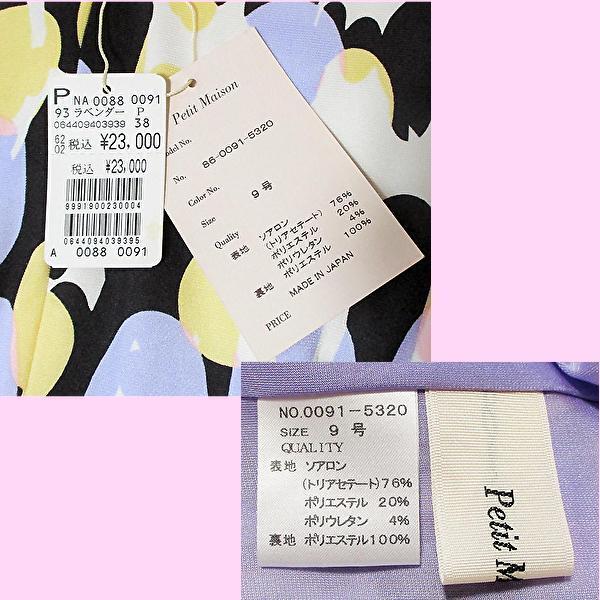 P NA 0088 0091
93 ラベンダー P
064409403939 38
62
02 税込 ¥23,000
税込 ¥23,000
9991900230004
0644094039395
A 0088 0091
Petit Maison
Model No.
No. 86-0091-5320
Color No.
Size 9 号
Quality
表地 ソアロン
(トリアセテート) 76%
ポリエステル 20%
ポリウレタン 4%
裏地 ポリエステル 100%
MADE IN JAPAN
PRICE
NO.0091-5320
SIZE 9 号
QUALITY
表地 ソアロン
(トリアセテート)76%
ポリエステル 20%
ポリウレタン 4%
裏地 ポリエステル100%
Petit M